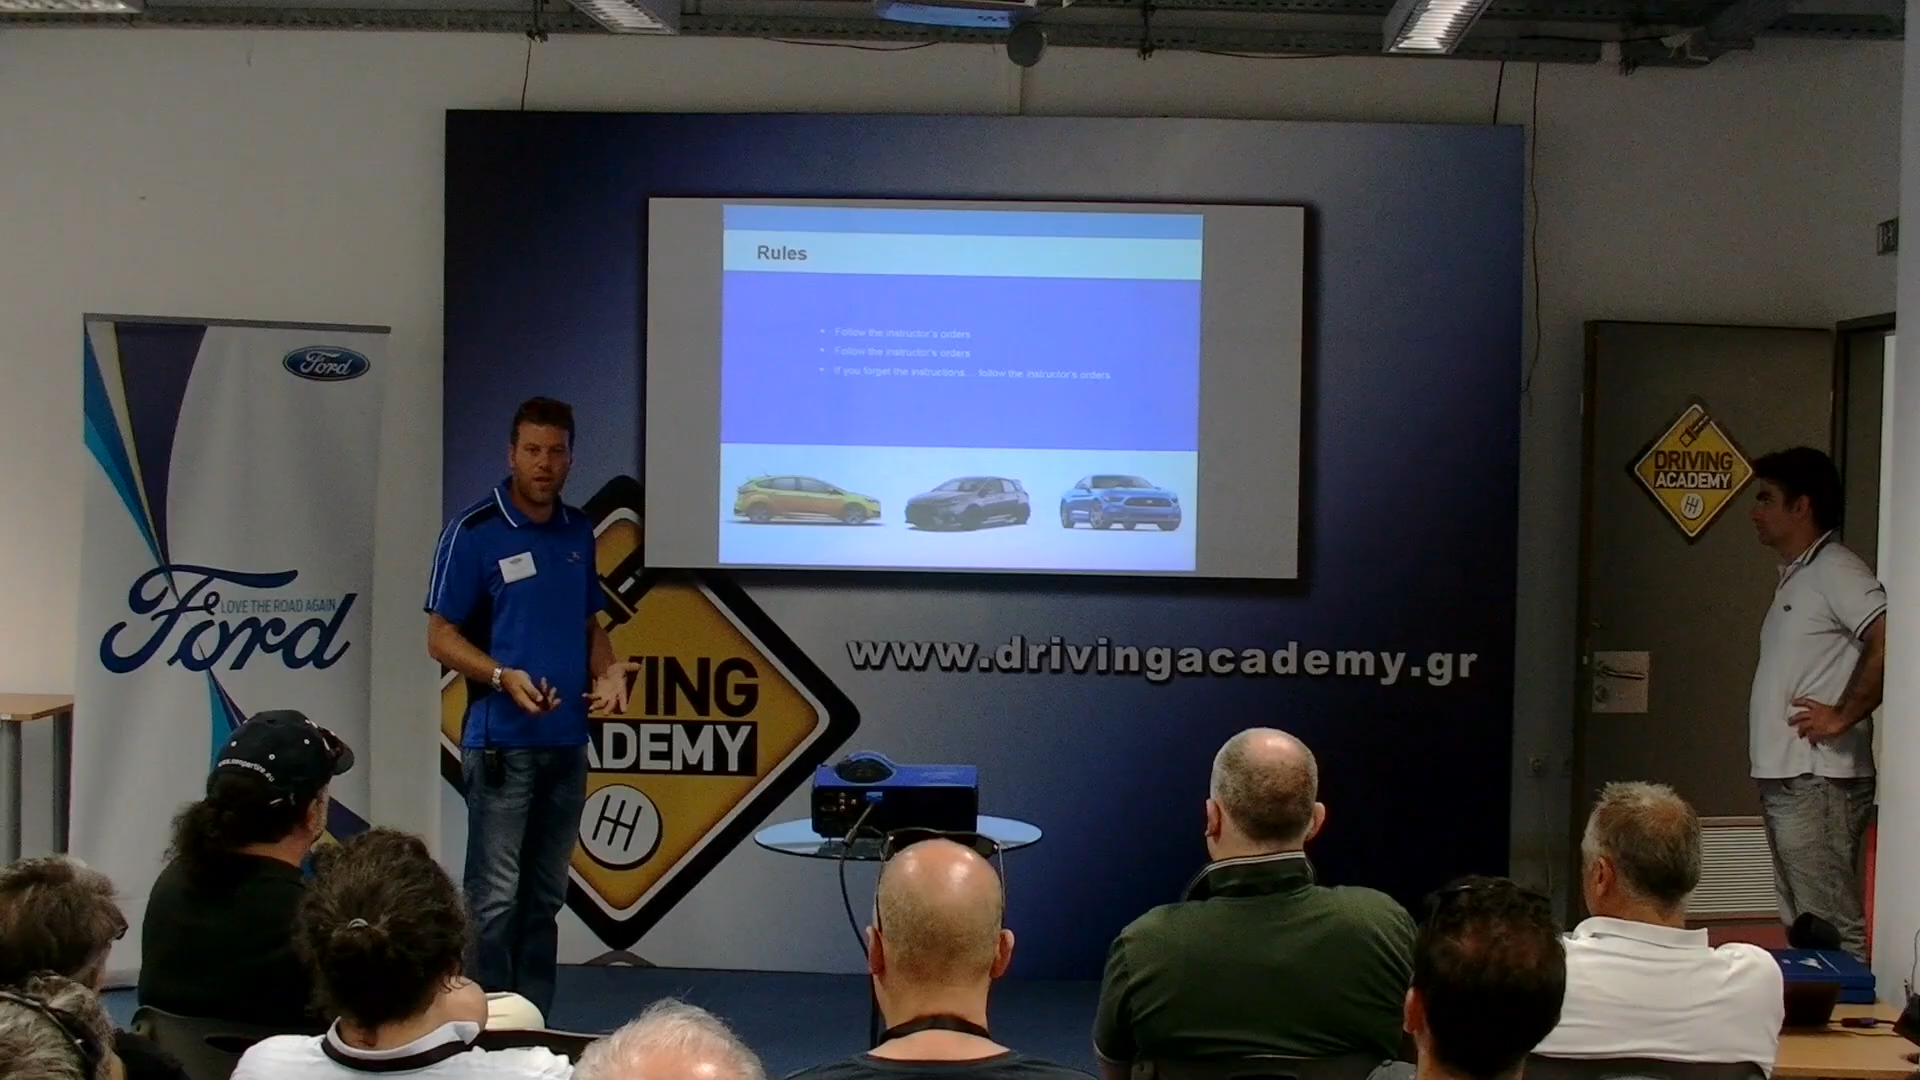 Rules
• Follow the instructor's orders
• Follow the instructor's orders
• If you forget the instructions... follow the instructor's orders
Ford
LOVE THE ROAD AGAIN
Ford
DRIVING
ACADEMY
VING
ADEMY
www.drivingacademy.gr